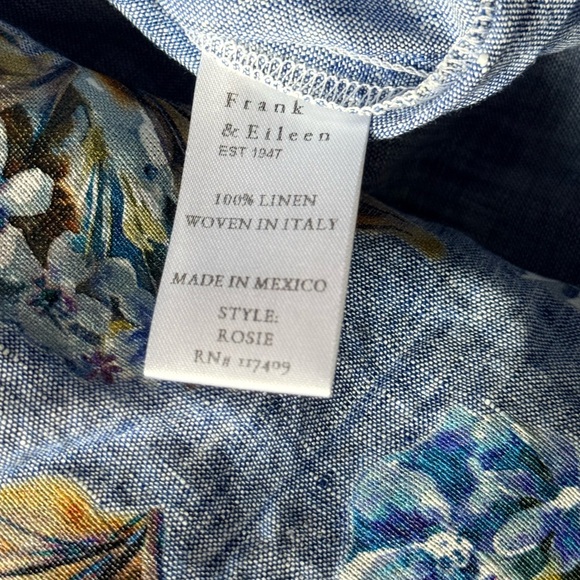 Frank
& Eileen
EST 1947
100% LINEN
WOVEN IN ITALY
MADE IN MEXICO
STYLE:
ROSIE
RN# 117409